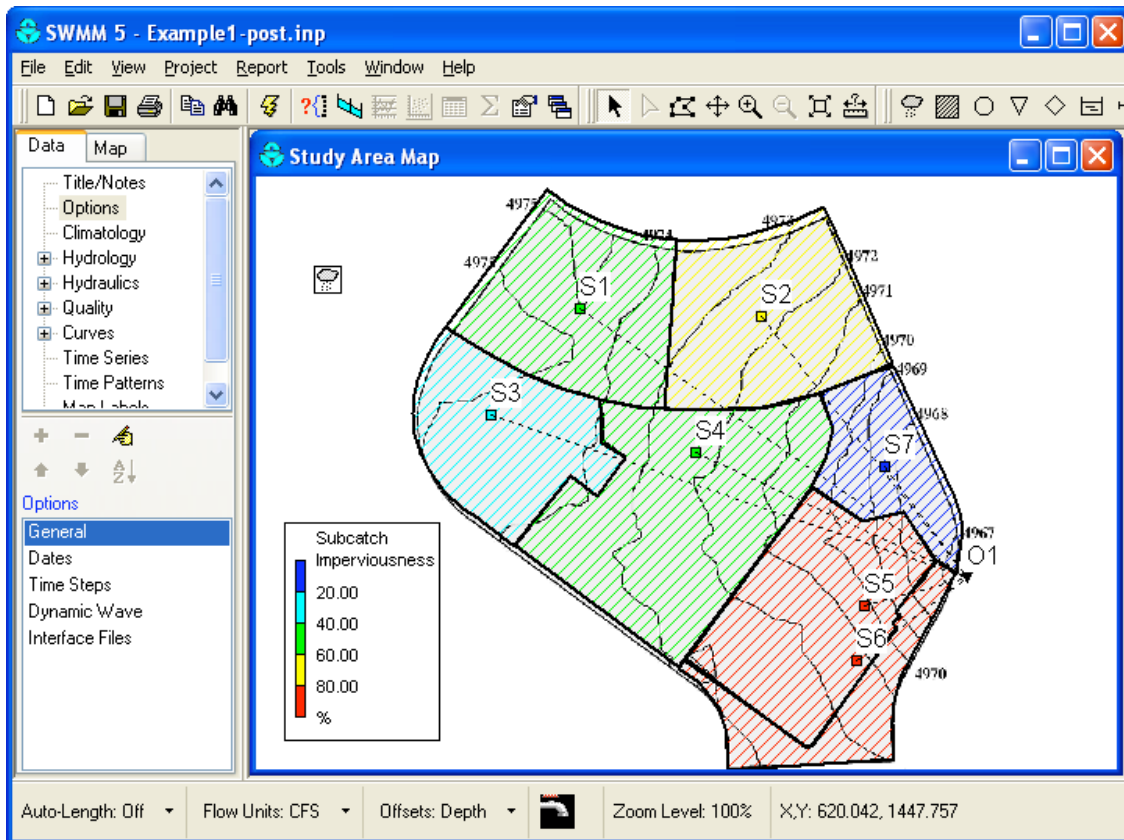 SWMM 5 - Example1-post.inp
File Edit View Project Report Tools Window Help
Data Map
Title/Notes
Options
Climatology
Hydrology
Hydraulics
Quality
Curves
Time Series
Time Patterns
Map Labels
Options
General
Dates
Time Steps
Dynamic Wave
Interface Files
Study Area Map
4975
4974
4973
4973
4972
4971
4970
4969
4968
4967
4970
S1
S2
S3
S4
S7
S5
S6
O1
Subcatch
Imperviousness
20.00
40.00
60.00
80.00
%
Auto-Length: Off Flow Units: CFS Offsets: Depth Zoom Level: 100% X,Y: 620.042, 1447.757